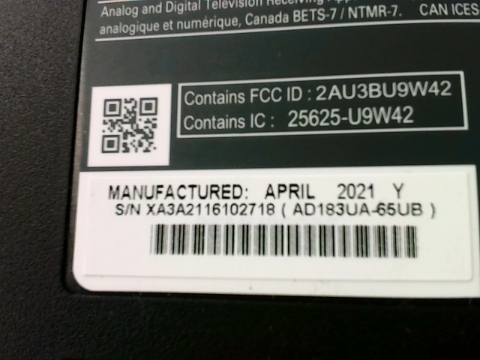 Analog and Digital Television Receiving
analogique et numérique, Canada BETS-7 / NTMR-7. CAN ICES
Contains FCC ID : 2AU3BU9W42
Contains IC : 25625-U9W42
MANUFACTURED: APRIL 2021 Y
S/N XA3A2116102718 ( AD183UA-65UB )